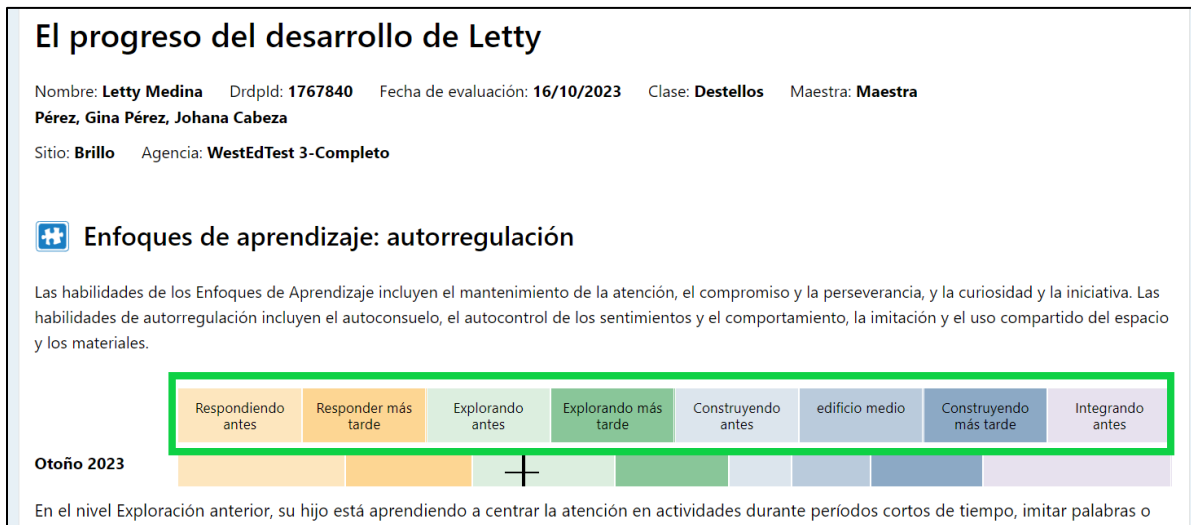 El progreso del desarrollo de Letty
Nombre: Letty Medina DrdpId: 1767840 Fecha de evaluación: 16/10/2023 Clase: Destellos Maestra: Maestra
Pérez, Gina Pérez, Johana Cabeza
Sitio: Brillo Agencia: WestEdTest 3-Completo
Enfoques de aprendizaje: autorregulación
Las habilidades de los Enfoques de Aprendizaje incluyen el mantenimiento de la atención, el compromiso y la perseverancia, y la curiosidad y la iniciativa. Las
habilidades de autorregulación incluyen el autoconsuelo, el autocontrol de los sentimientos y el comportamiento, la imitación y el uso compartido del espacio
y los materiales.
Respondiendo antes
Responder más tarde
Explorando antes
Explorando más tarde
Construyendo antes
edificio medio
Construyendo más tarde
Integrando antes
Otoño 2023
En el nivel Exploración anterior, su hijo está aprendiendo a centrar la atención en actividades durante períodos cortos de tiempo, imitar palabras o